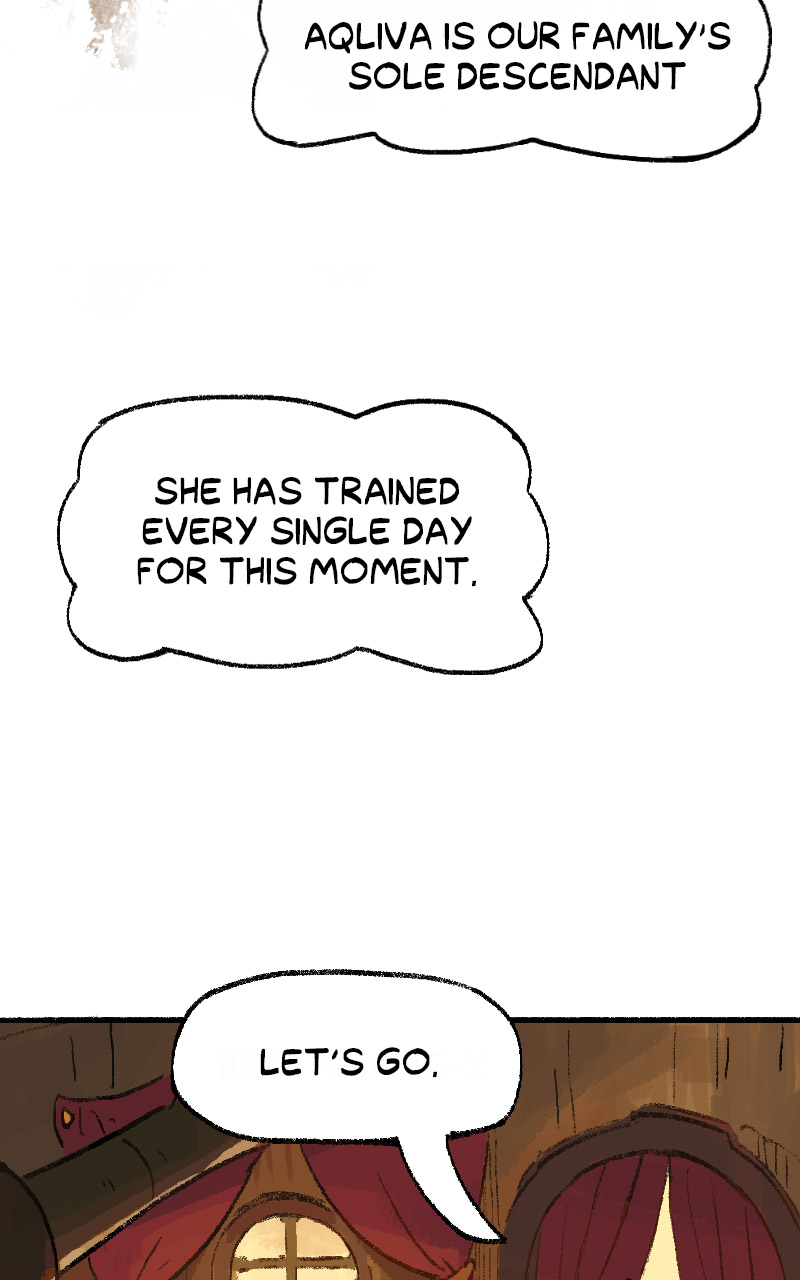 AQLIVA IS OUR FAMILY'S
SOLE DESCENDANT
SHE HAS TRAINED
EVERY SINGLE DAY
FOR THIS MOMENT.
LET'S GO.